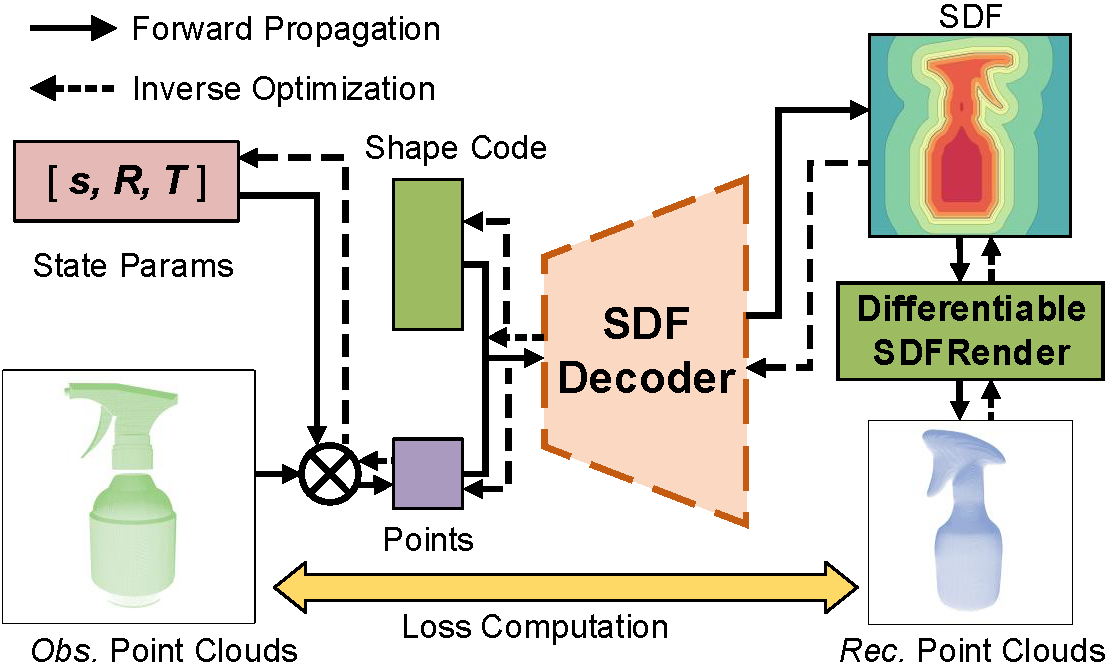 Forward Propagation
SDF
Inverse Optimization
Shape Code
[ s, R, T ]
State Params
SDF
Decoder
Differentiable
SDFRender
Points
Loss Computation
Obs. Point Clouds
Rec. Point Clouds